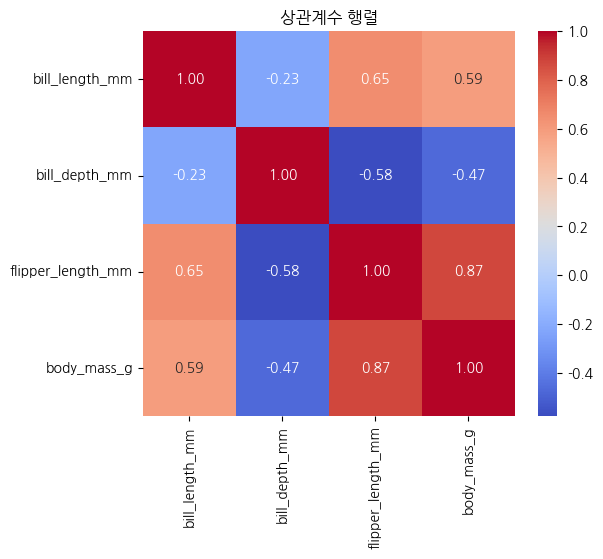 상관계수 행렬
bill_length_mm 1.00 -0.23 0.65 0.59
bill_depth_mm -0.23 1.00 -0.58 -0.47
flipper_length_mm 0.65 -0.58 1.00 0.87
body_mass_g 0.59 -0.47 0.87 1.00
bill_length_mm
bill_depth_mm
flipper_length_mm
body_mass_g
1.0
0.8
0.6
0.4
0.2
0.0
-0.2
-0.4